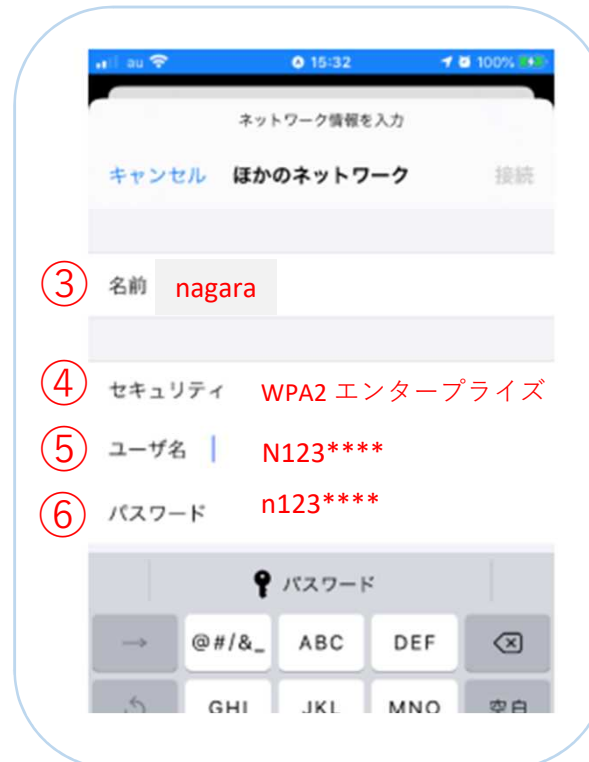 au 15:32 100%
ネットワーク情報を入力
キャンセル ほかのネットワーク 接続
③ 名前 nagara
④ セキュリティ WPA2 エンタープライズ
⑤ ユーザ名 N123****
⑥ パスワード n123****
パスワード
→ @#/&_ ABC DEF
GHI JKL MNO 空白